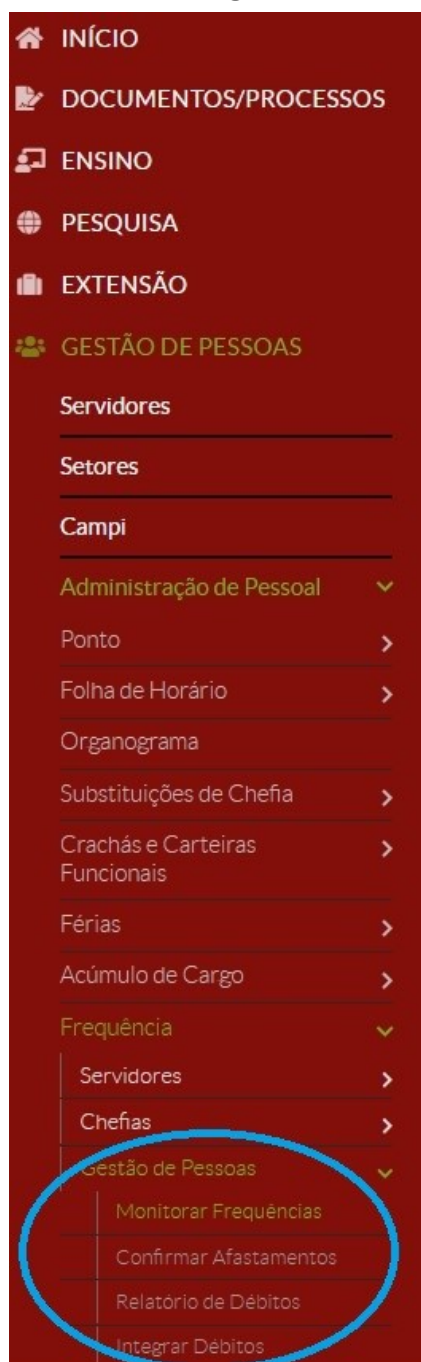 INÍCIO
DOCUMENTOS/PROCESSOS
ENSINO
PESQUISA
EXTENSÃO
GESTÃO DE PESSOAS
Servidores
Setores
Campi
Administração de Pessoal
Ponto
Folha de Horário
Organograma
Substituições de Chefia
Crachás e Carteiras
Funcionais
Férias
Acúmulo de Cargo
Frequência
Servidores
Chefias
Gestão de Pessoas
Monitorar Frequências
Confirmar Afastamentos
Relatório de Débitos
Integrar Débitos